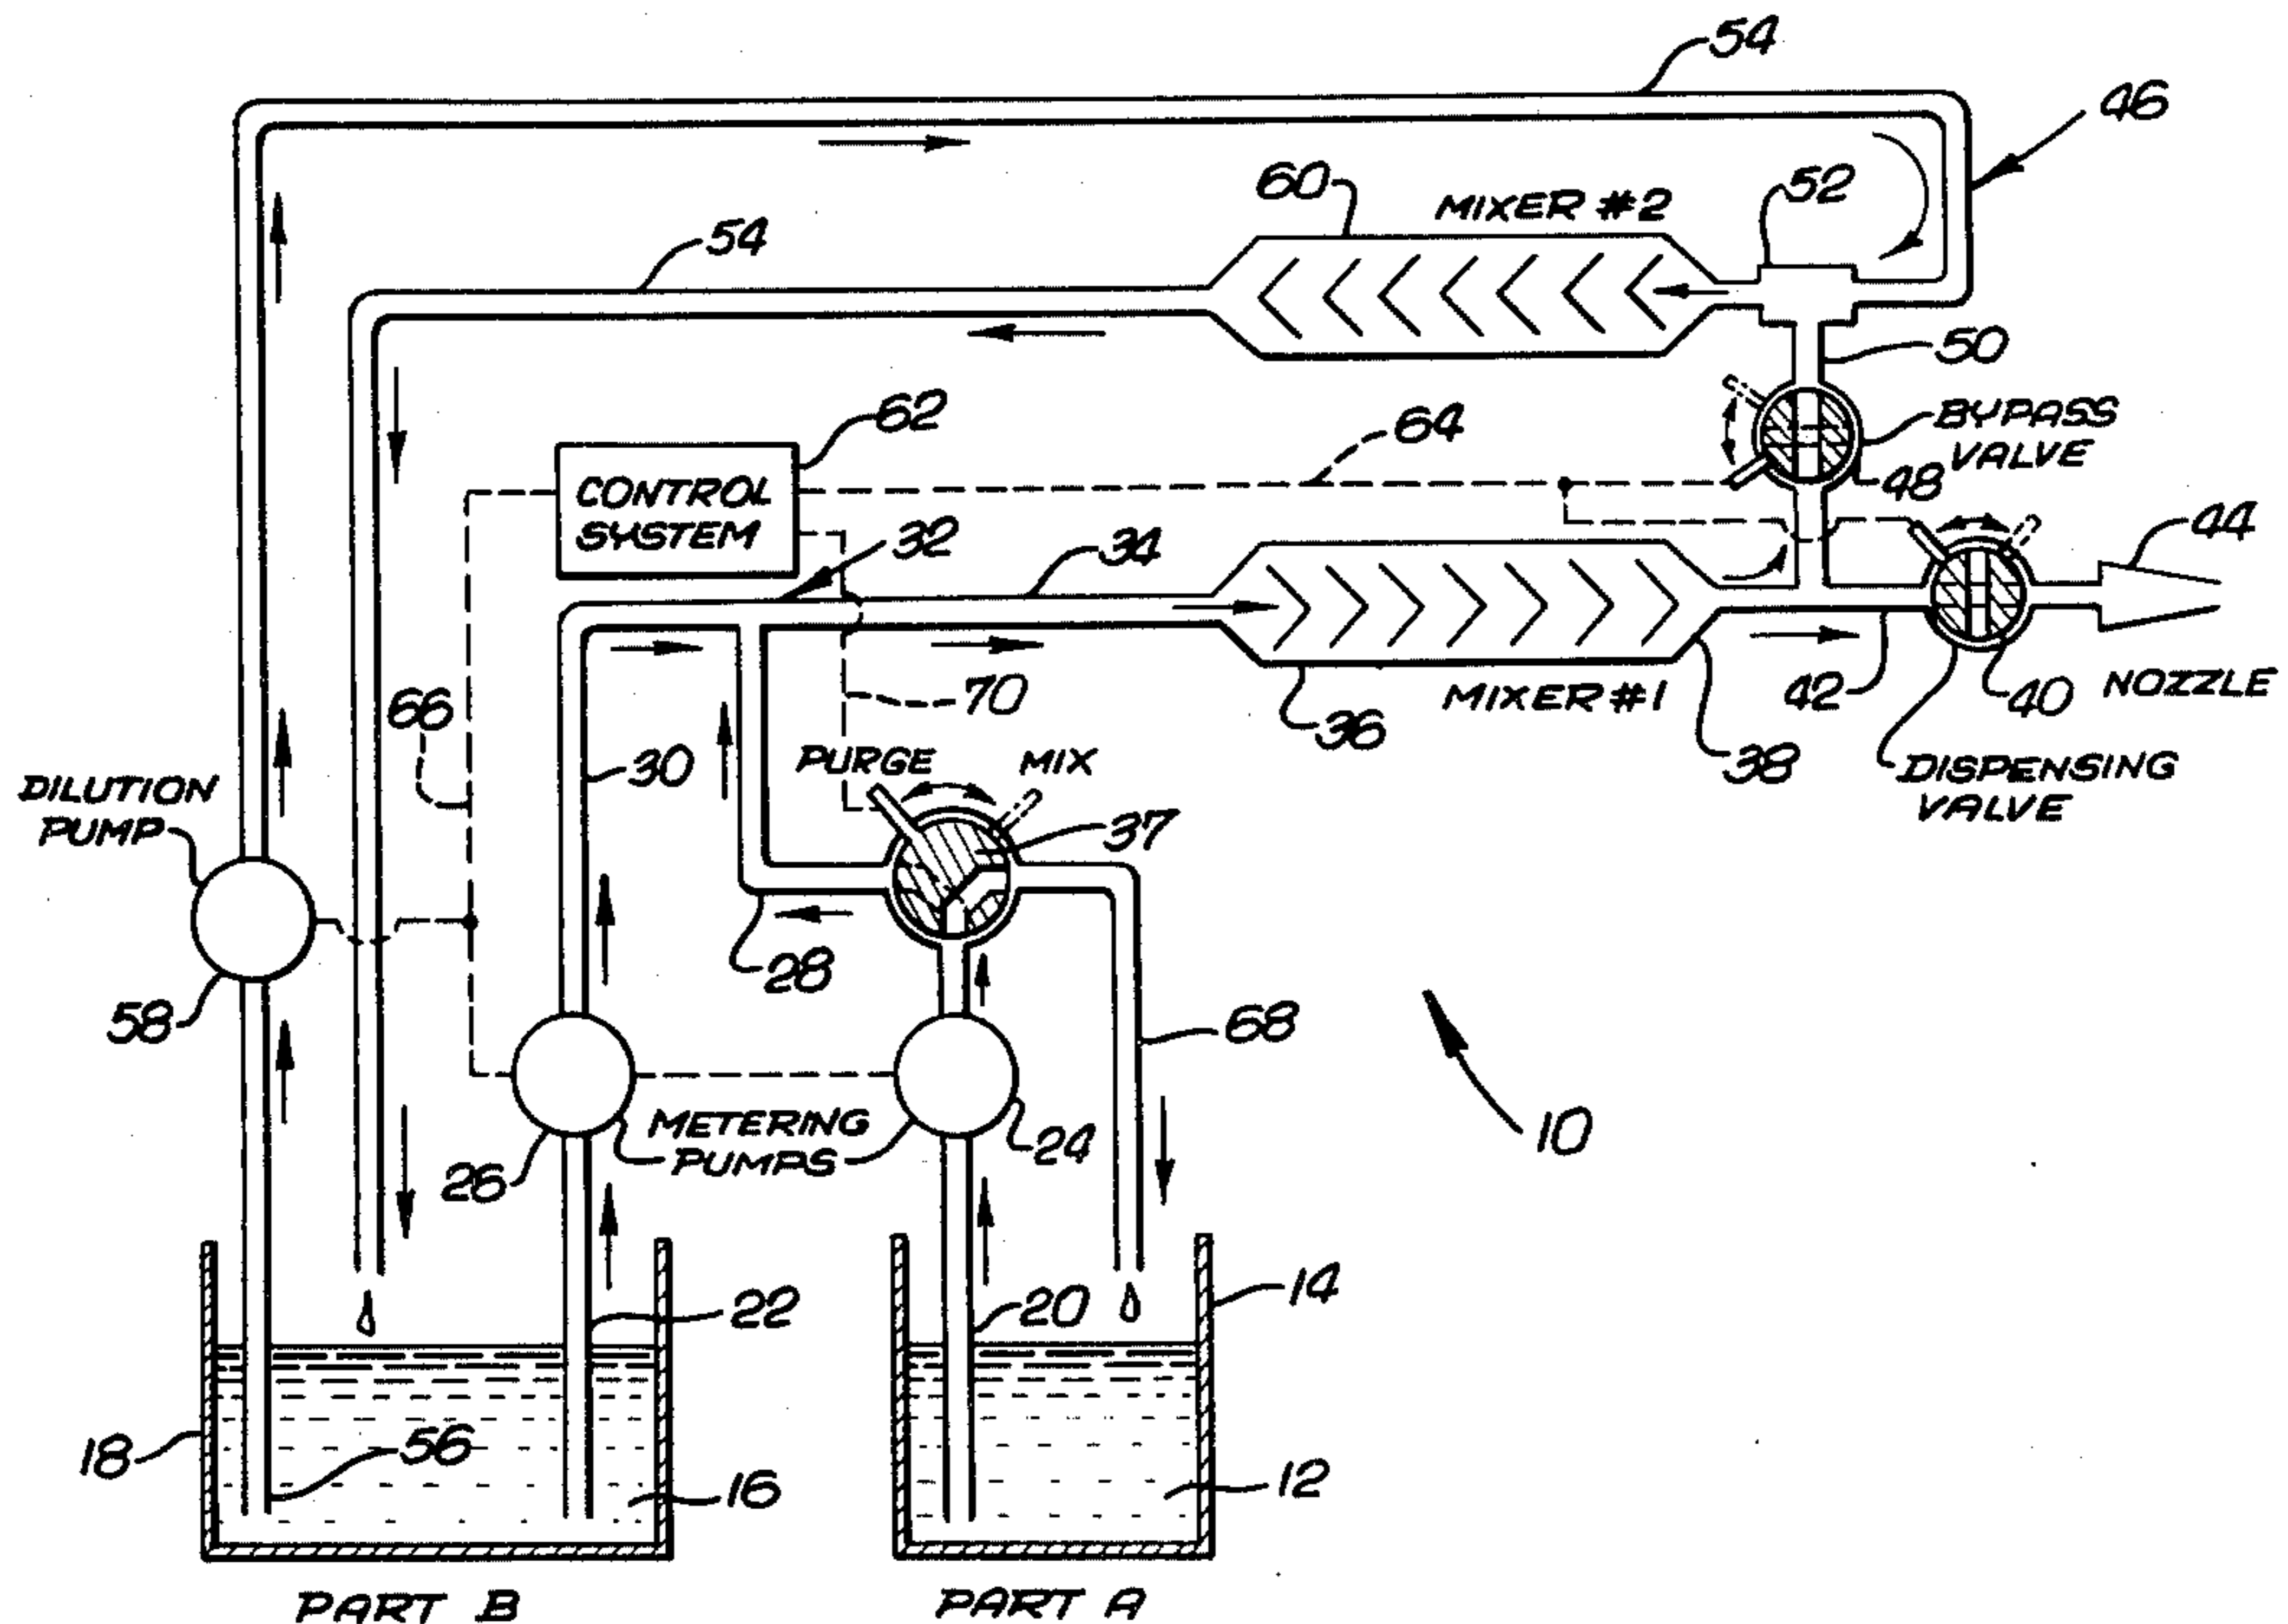 54
46
60
MIXER #2
52
54
50
62
64
BYPASS
VALVE
48
CONTROL
SYSTEM
32
34
44
66
70
36
MIXER #1
38
42
40
NOZZLE
DISPENSING
VALVE
30
PURGE
MIX
37
DILUTION
PUMP
28
58
68
10
METERING
PUMPS
26
24
22
20
14
18
56
16
12
PART B
PART A